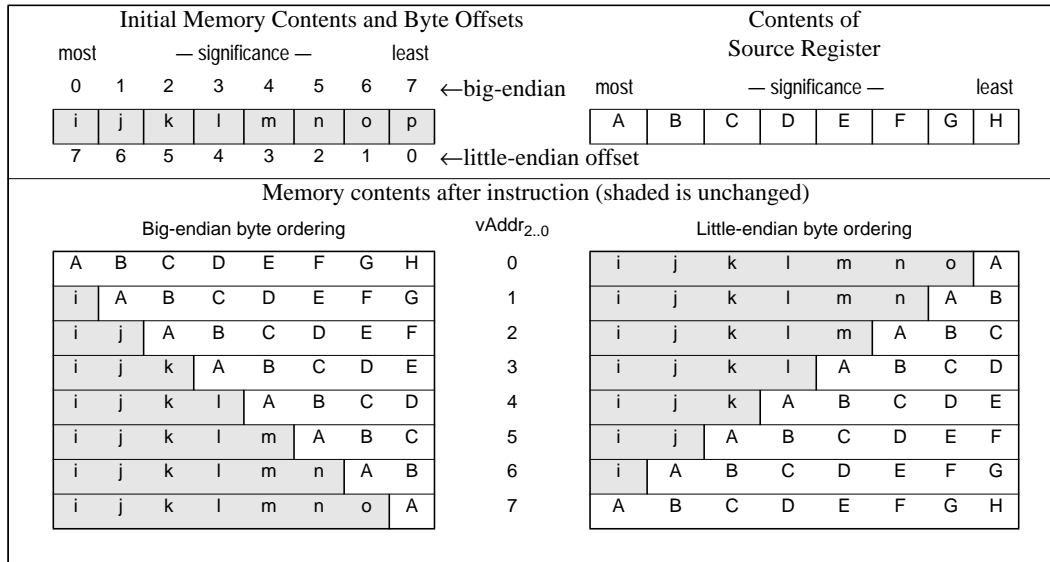 Initial Memory Contents and Byte Offsets
Contents of
Source Register
most — significance — least
0 1 2 3 4 5 6 7 ←big-endian
most — significance — least
i j k l m n o p
A B C D E F G H
7 6 5 4 3 2 1 0 ←little-endian offset
Memory contents after instruction (shaded is unchanged)
Big-endian byte ordering vAddr2..0 Little-endian byte ordering
A B C D E F G H 0 i j k l m n o A
i A B C D E F G 1 i j k l m n A B
i j A B C D E F 2 i j k l m A B C
i j k A B C D E 3 i j k l A B C D
i j k l A B C D 4 i j k A B C D E
i j k l m A B C 5 i j A B C D E F
i j k l m n A B 6 i A B C D E F G
i j k l m n o A 7 A B C D E F G H